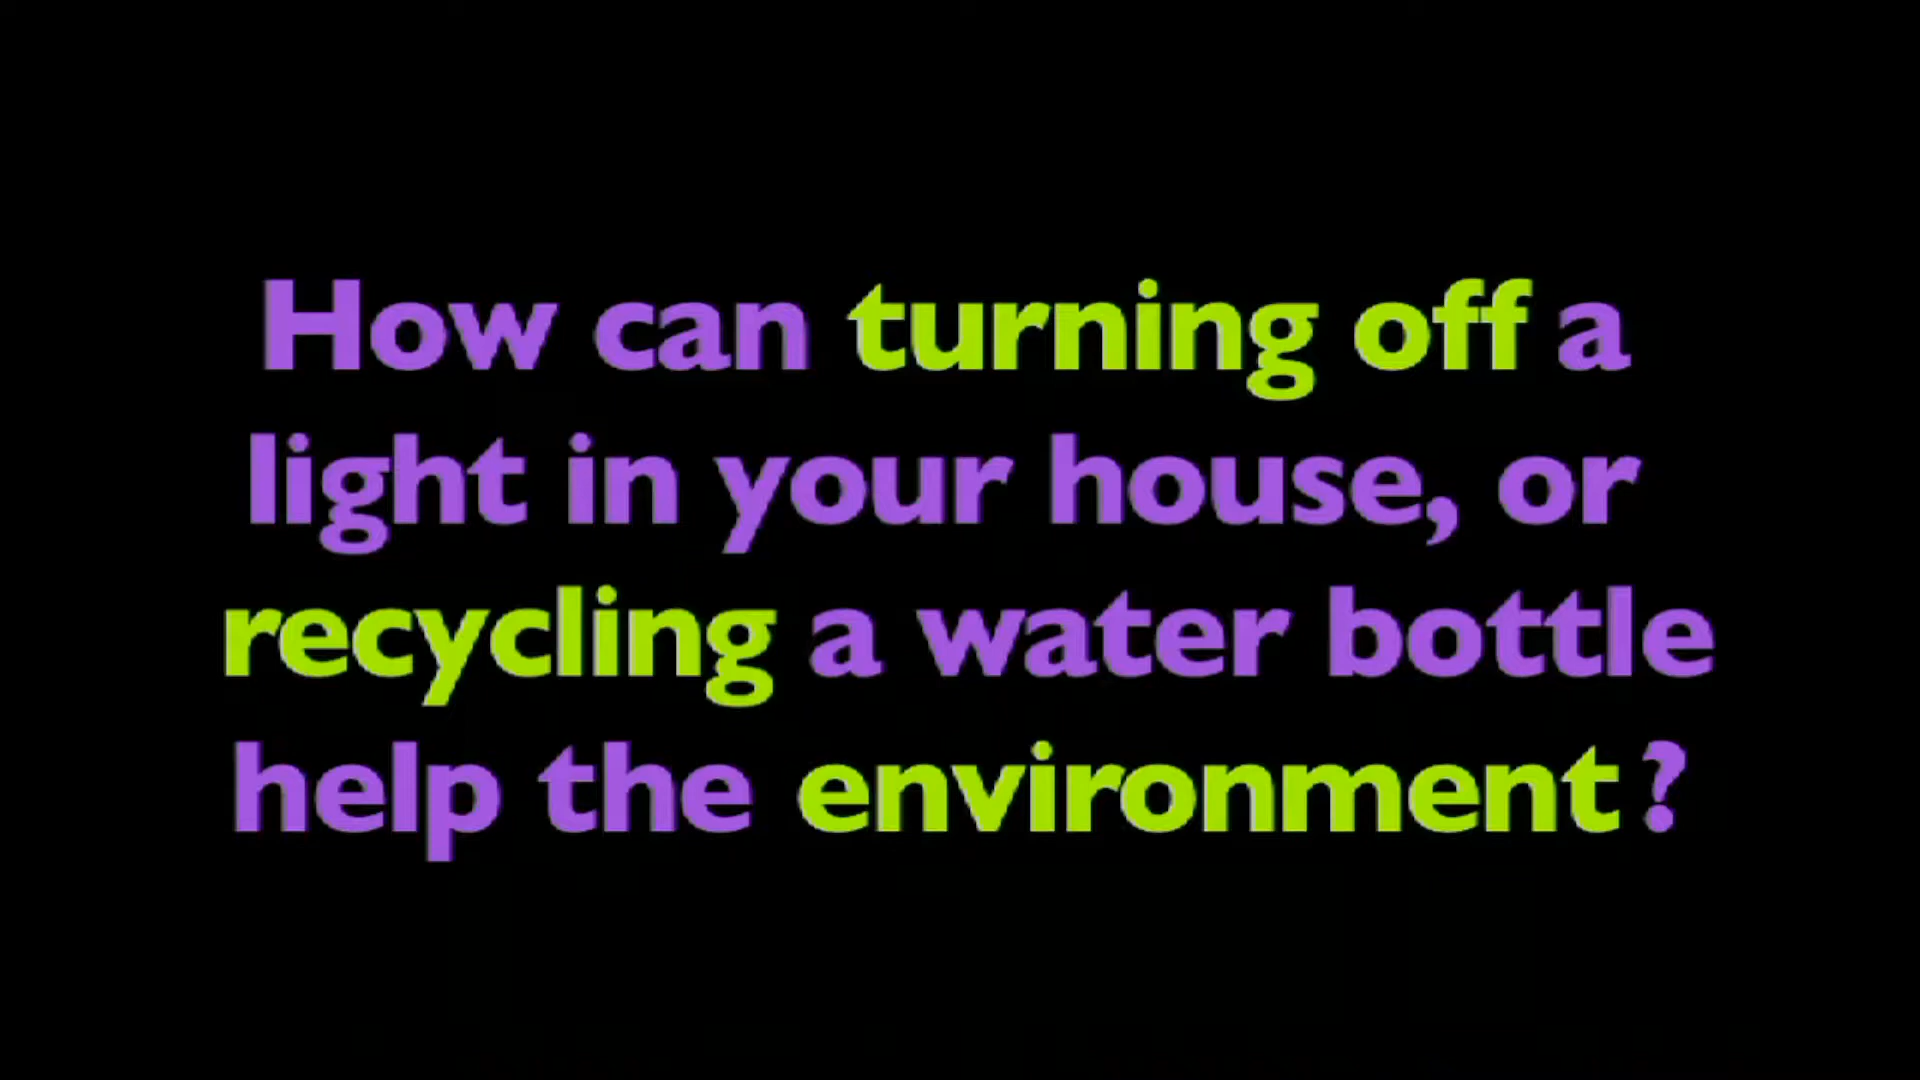 How can turning off a
light in your house, or
recycling a water bottle
help the environment?